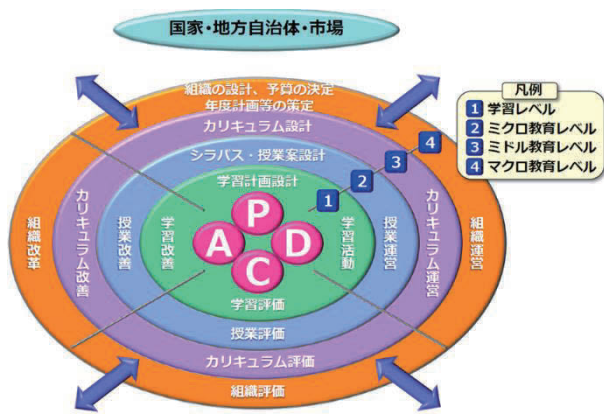 国家・地方自治体・市場
組織の設計、予算の決定
年度計画等の策定
カリキュラム設計
シラバス・授業案設計
学習計画設計
凡例
1 学習レベル
2 ミクロ教育レベル
3 ミドル教育レベル
4 マクロ教育レベル
4
3
2
1
組織改革
カリキュラム改善
授業改善
学習改善
P
A
D
C
学習活動
授業運営
カリキュラム運営
組織運営
学習評価
授業評価
カリキュラム評価
組織評価